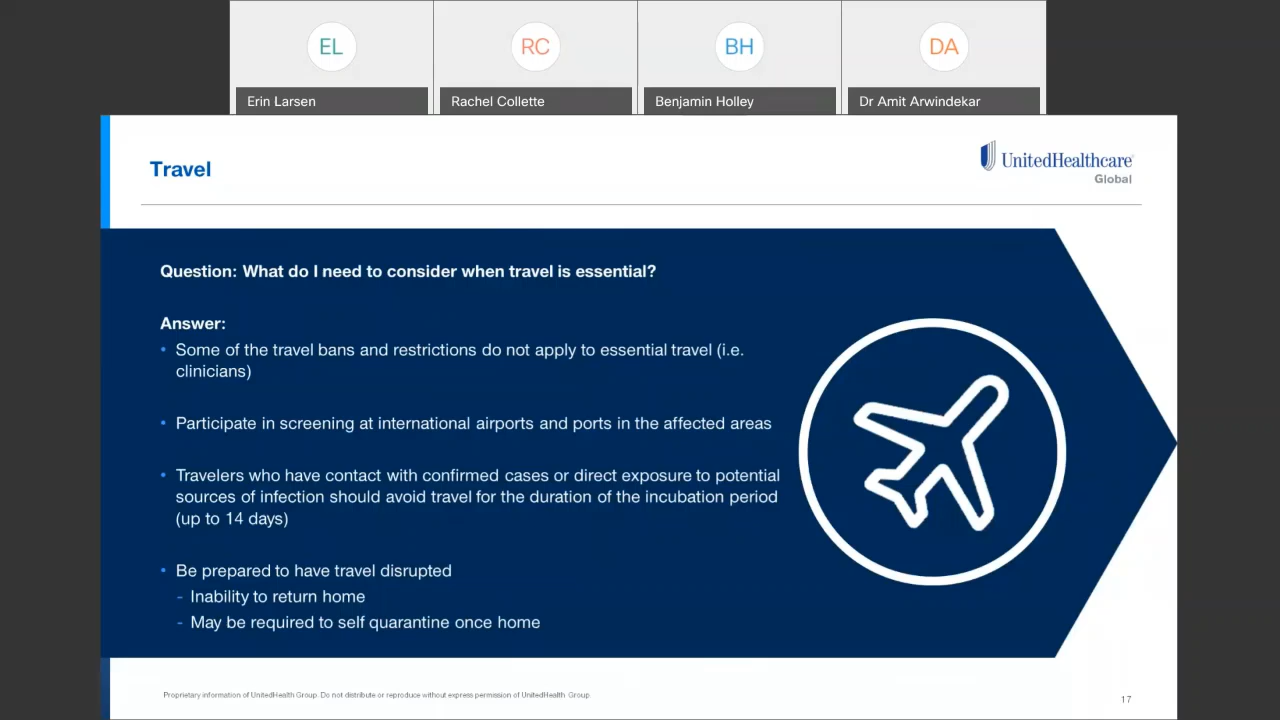 EL
RC
BH
DA
Erin Larsen
Rachel Collette
Benjamin Holley
Dr Amit Arwindekar
Travel
UnitedHealthcare
Global
Question: What do I need to consider when travel is essential?
Answer:
• Some of the travel bans and restrictions do not apply to essential travel (i.e.
clinicians)
• Participate in screening at international airports and ports in the affected areas
• Travelers who have contact with confirmed cases or direct exposure to potential
sources of infection should avoid travel for the duration of the incubation period
(up to 14 days)
• Be prepared to have travel disrupted
- Inability to return home
- May be required to self quarantine once home
Proprietary information of UnitedHealth Group. Do not distribute or reproduce without express permission of UnitedHealth Group.
17